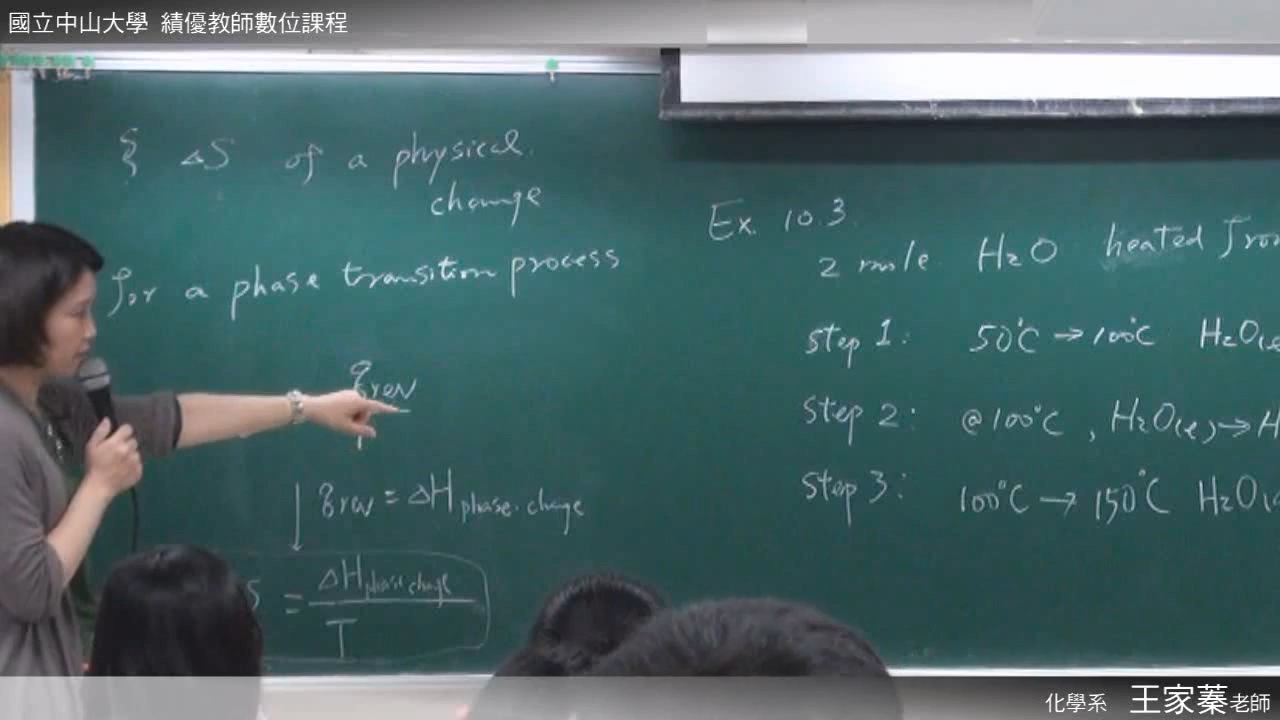 國立中山大學 績優教師數位課程
§ ΔS of a physical
change
for a phase transition process
qrev
T
↓ qrev = ΔH phase change
S = ΔH phase change
T
Ex. 10.3.
2 mole H2O heated from
step 1: 50°C → 100°C H2O(l
step 2: @100°C, H2O(l) → H
step 3: 100°C → 150°C H2O(
化學系 王家蓁老師